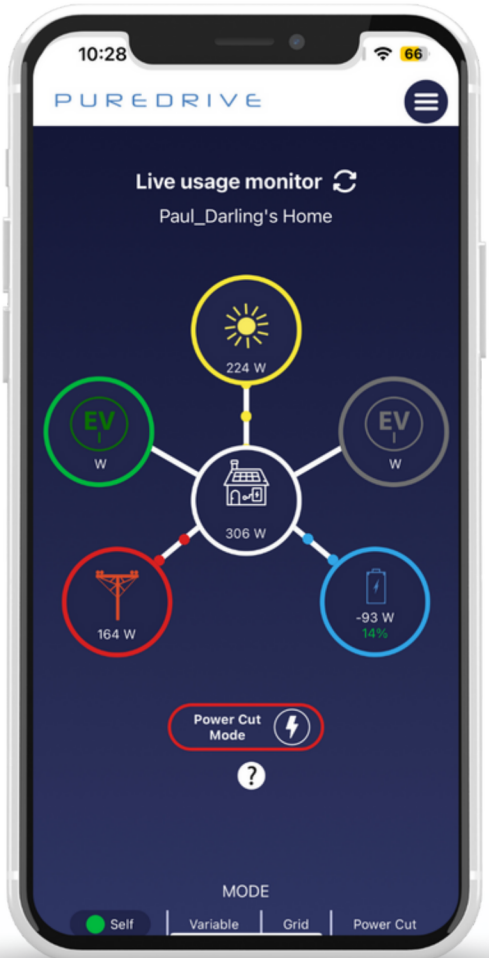 10:28
66
PUREDRIVE
Live usage monitor
Paul_Darling's Home
224 W
EV
W
EV
W
306 W
164 W
-93 W
14%
Power Cut
Mode
?
MODE
Self
Variable
Grid
Power Cut